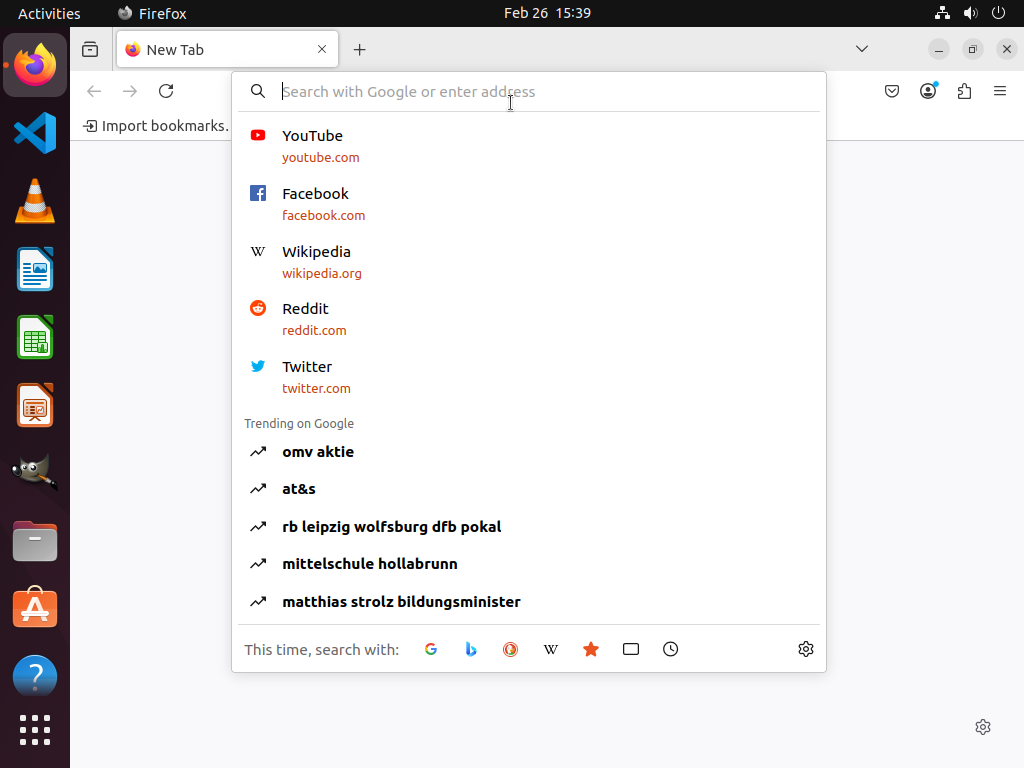 Activities
Firefox
Feb 26 15:39
New Tab
Search with Google or enter address
Import bookmarks…
YouTube
youtube.com
Facebook
facebook.com
Wikipedia
wikipedia.org
Reddit
reddit.com
Twitter
twitter.com
Trending on Google
omv aktie
at&s
rb leipzig wolfsburg dfb pokal
mittelschule hollabrunn
matthias strolz bildungsminister
This time, search with: